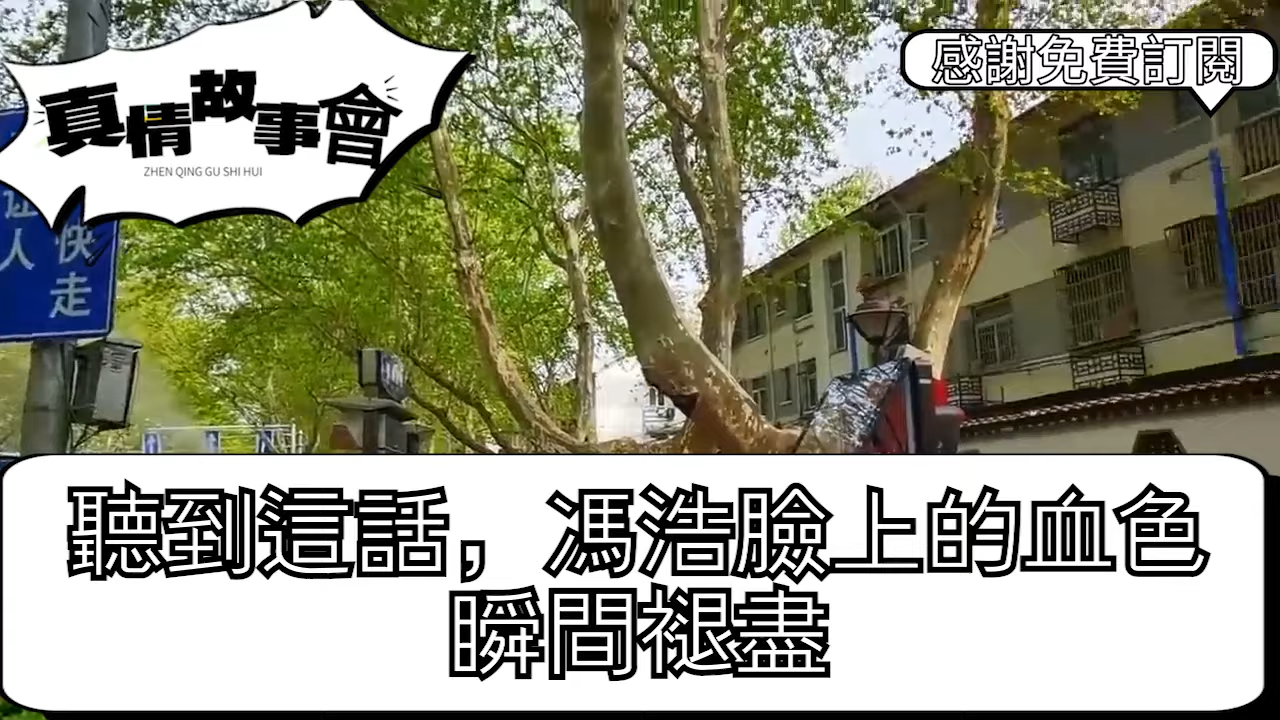 真情故事會
ZHEN QING GU SHI HUI
感謝免費訂閱
人
快
走
聽到這話，馮浩臉上的血色
瞬間褪盡